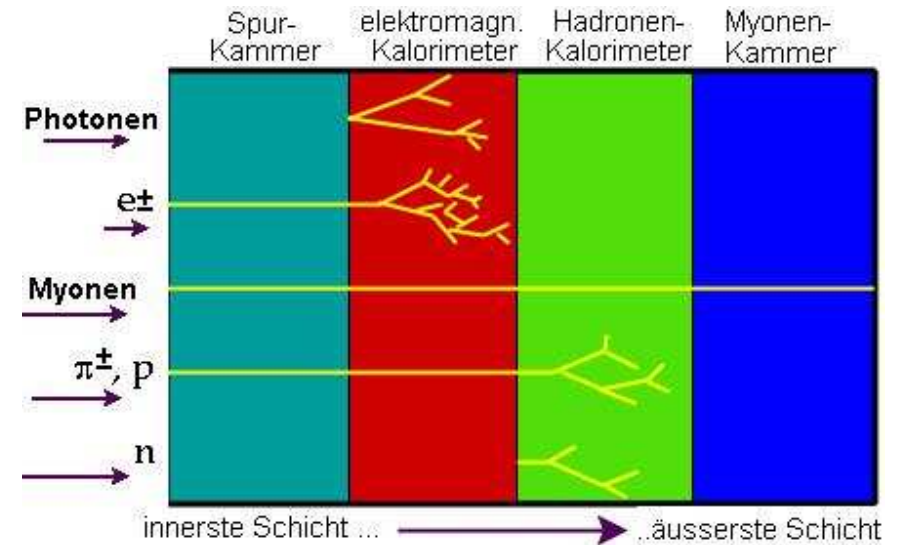 Spur-
Kammer
elektromagn.
Kalorimeter
Hadronen-
Kalorimeter
Myonen-
Kammer
Photonen
e±
Myonen
π±, p
n
innerste Schicht ...
..äusserste Schicht